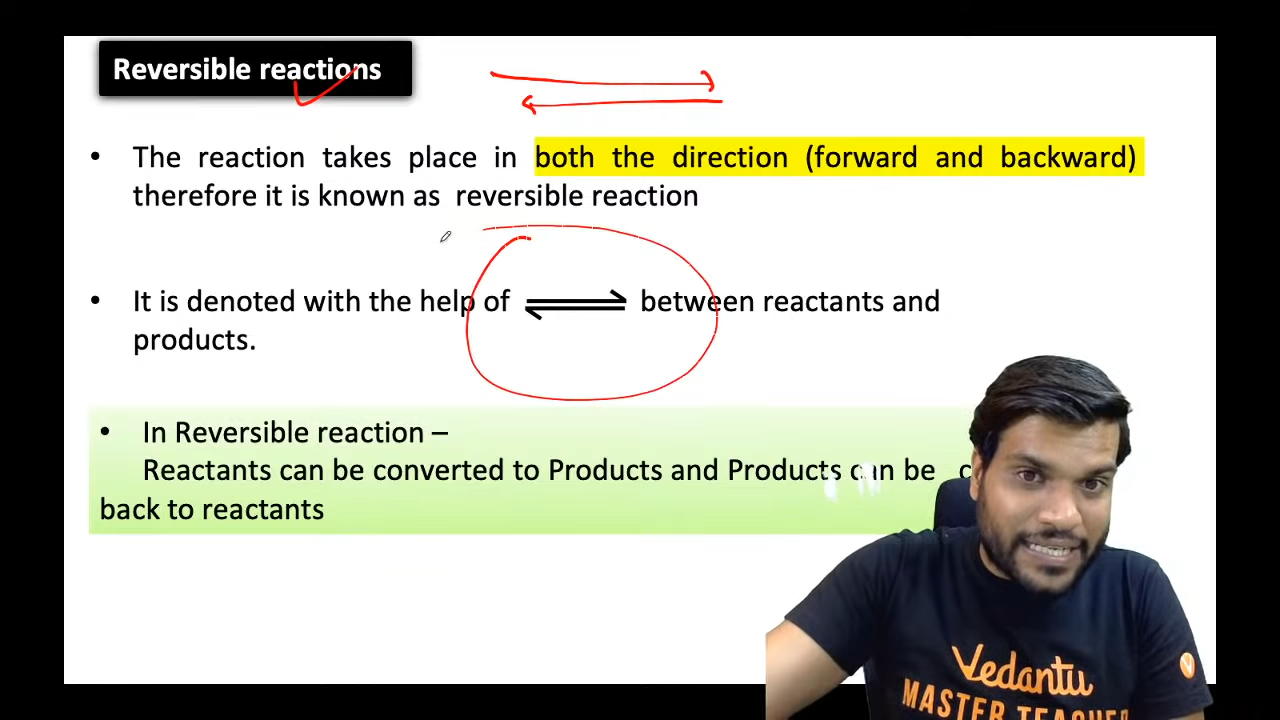 Reversible reactions
• The reaction takes place in both the direction (forward and backward)
therefore it is known as reversible reaction
• It is denoted with the help of ⇌ between reactants and
products.
• In Reversible reaction –
Reactants can be converted to Products and Products can be
back to reactants
Vedantu
MASTER TEACHER